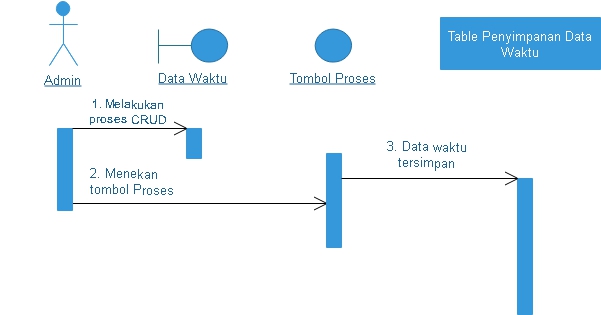 Table Penyimpanan Data
Waktu
Admin
Data Waktu
Tombol Proses
1. Melakukan
proses CRUD
2. Menekan
tombol Proses
3. Data waktu
tersimpan